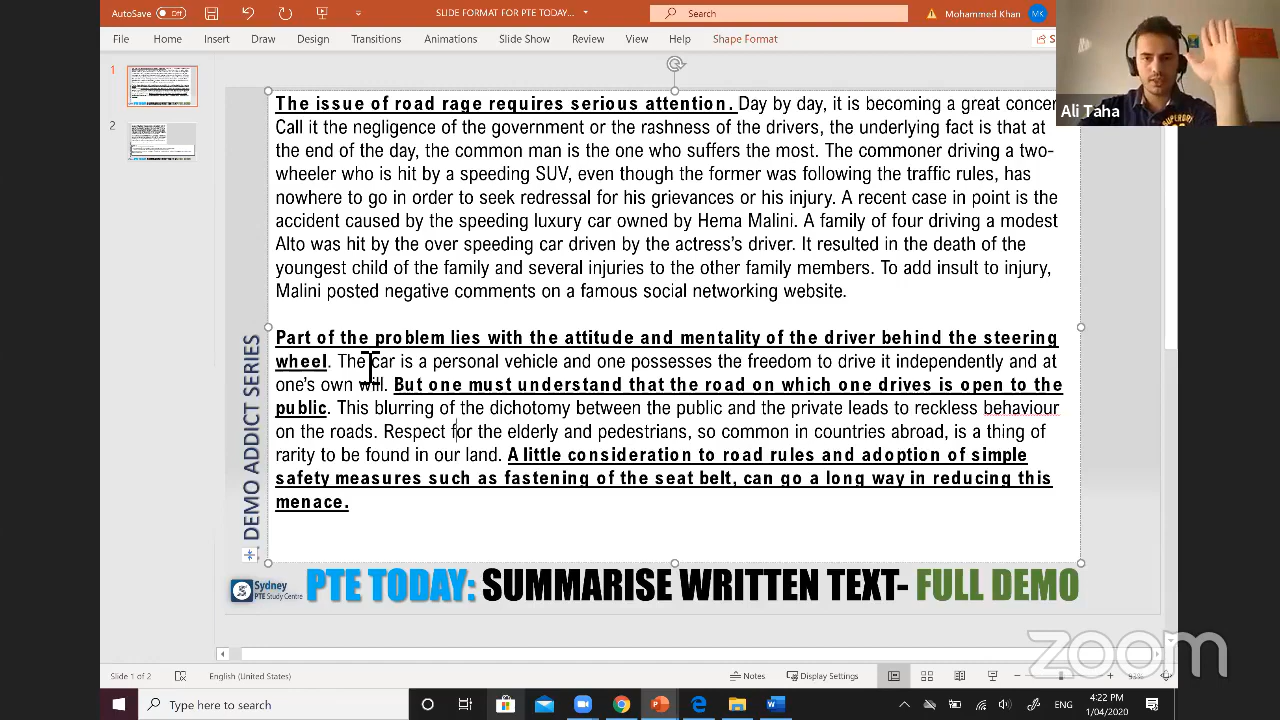 AutoSave Off
SLIDE FORMAT FOR PTE TODAY...
Search
Mohammed Khan
MK
File Home Insert Draw Design Transitions Animations Slide Show Review View Help Shape Format
Ali Taha
1
2
The issue of road rage requires serious attention. Day by day, it is becoming a great concer
Call it the negligence of the government or the rashness of the drivers, the underlying fact is that at
the end of the day, the common man is the one who suffers the most. The commoner driving a two-
wheeler who is hit by a speeding SUV, even though the former was following the traffic rules, has
nowhere to go in order to seek redressal for his grievances or his injury. A recent case in point is the
accident caused by the speeding luxury car owned by Hema Malini. A family of four driving a modest
Alto was hit by the over speeding car driven by the actress's driver. It resulted in the death of the
youngest child of the family and several injuries to the other family members. To add insult to injury,
Malini posted negative comments on a famous social networking website.
Part of the problem lies with the attitude and mentality of the driver behind the steering
wheel. The car is a personal vehicle and one possesses the freedom to drive it independently and at
one's own will. But one must understand that the road on which one drives is open to the
public. This blurring of the dichotomy between the public and the private leads to reckless behaviour
on the roads. Respect for the elderly and pedestrians, so common in countries abroad, is a thing of
rarity to be found in our land. A little consideration to road rules and adoption of simple
safety measures such as fastening of the seat belt, can go a long way in reducing this
menace.
DEMO ADDICT SERIES
Sydney
PTE Study Centre
PTE TODAY: SUMMARISE WRITTEN TEXT- FULL DEMO
zoom
Slide 1 of 2
English (United States)
Notes
Display Settings
Type here to search
ENG
4:22 PM
1/04/2020